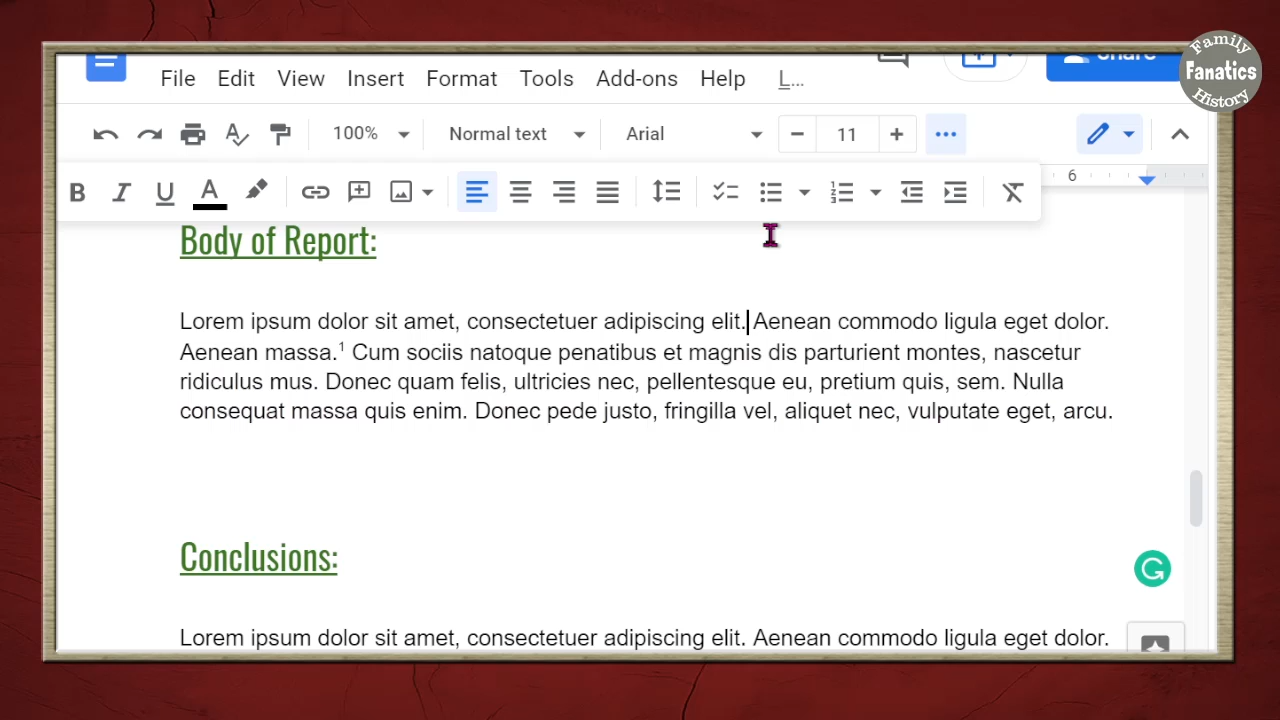 Family
Fanatics
History
Share
File Edit View Insert Format Tools Add-ons Help L...
100% Normal text Arial 11
B I U A
6
Body of Report:
Lorem ipsum dolor sit amet, consectetuer adipiscing elit. Aenean commodo ligula eget dolor.
Aenean massa.¹ Cum sociis natoque penatibus et magnis dis parturient montes, nascetur
ridiculus mus. Donec quam felis, ultricies nec, pellentesque eu, pretium quis, sem. Nulla
consequat massa quis enim. Donec pede justo, fringilla vel, aliquet nec, vulputate eget, arcu.
Conclusions:
Lorem ipsum dolor sit amet, consectetuer adipiscing elit. Aenean commodo ligula eget dolor.